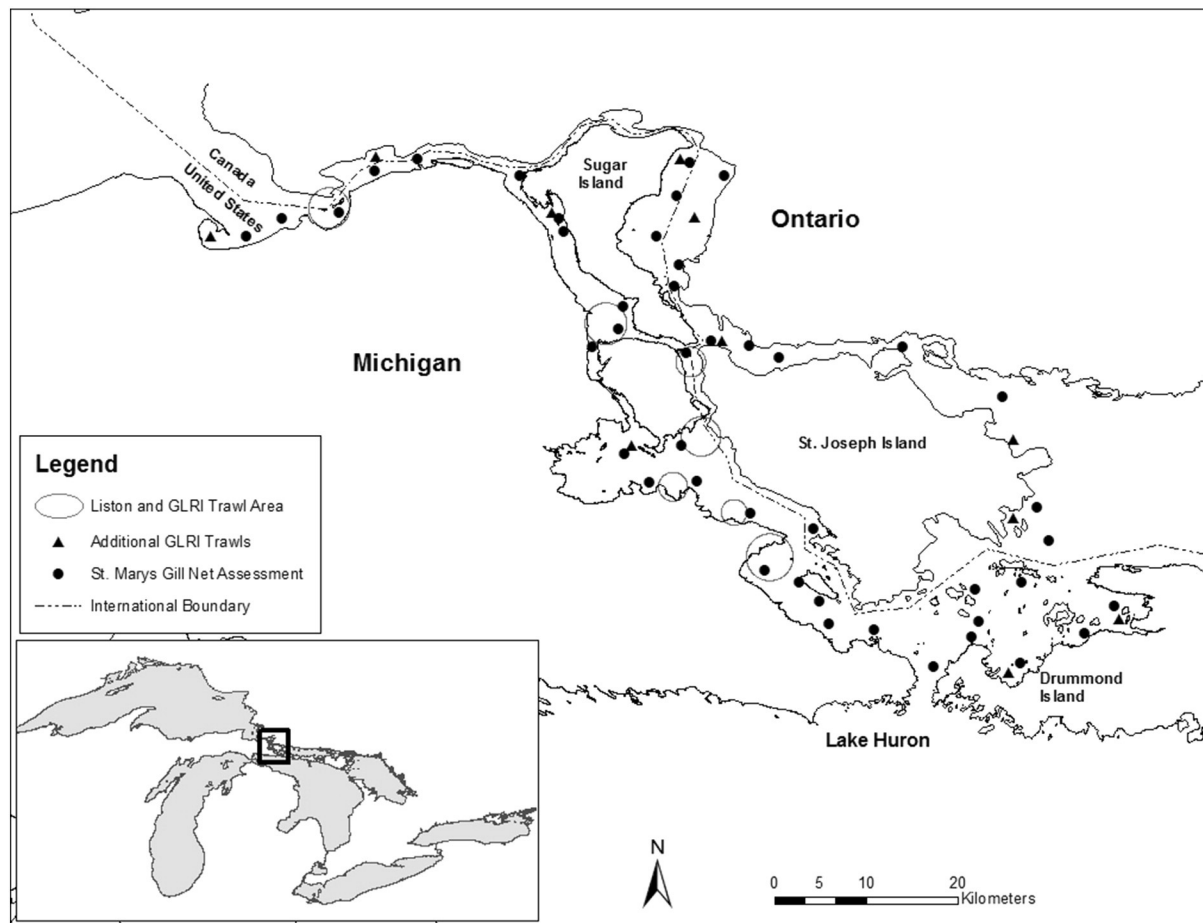 Canada
United States
Sugar
Island
Ontario
Michigan
St. Joseph Island
Legend
Liston and GLRI Trawl Area
Additional GLRI Trawls
St. Marys Gill Net Assessment
International Boundary
Drummond
Island
Lake Huron
N
0 5 10 20
Kilometers